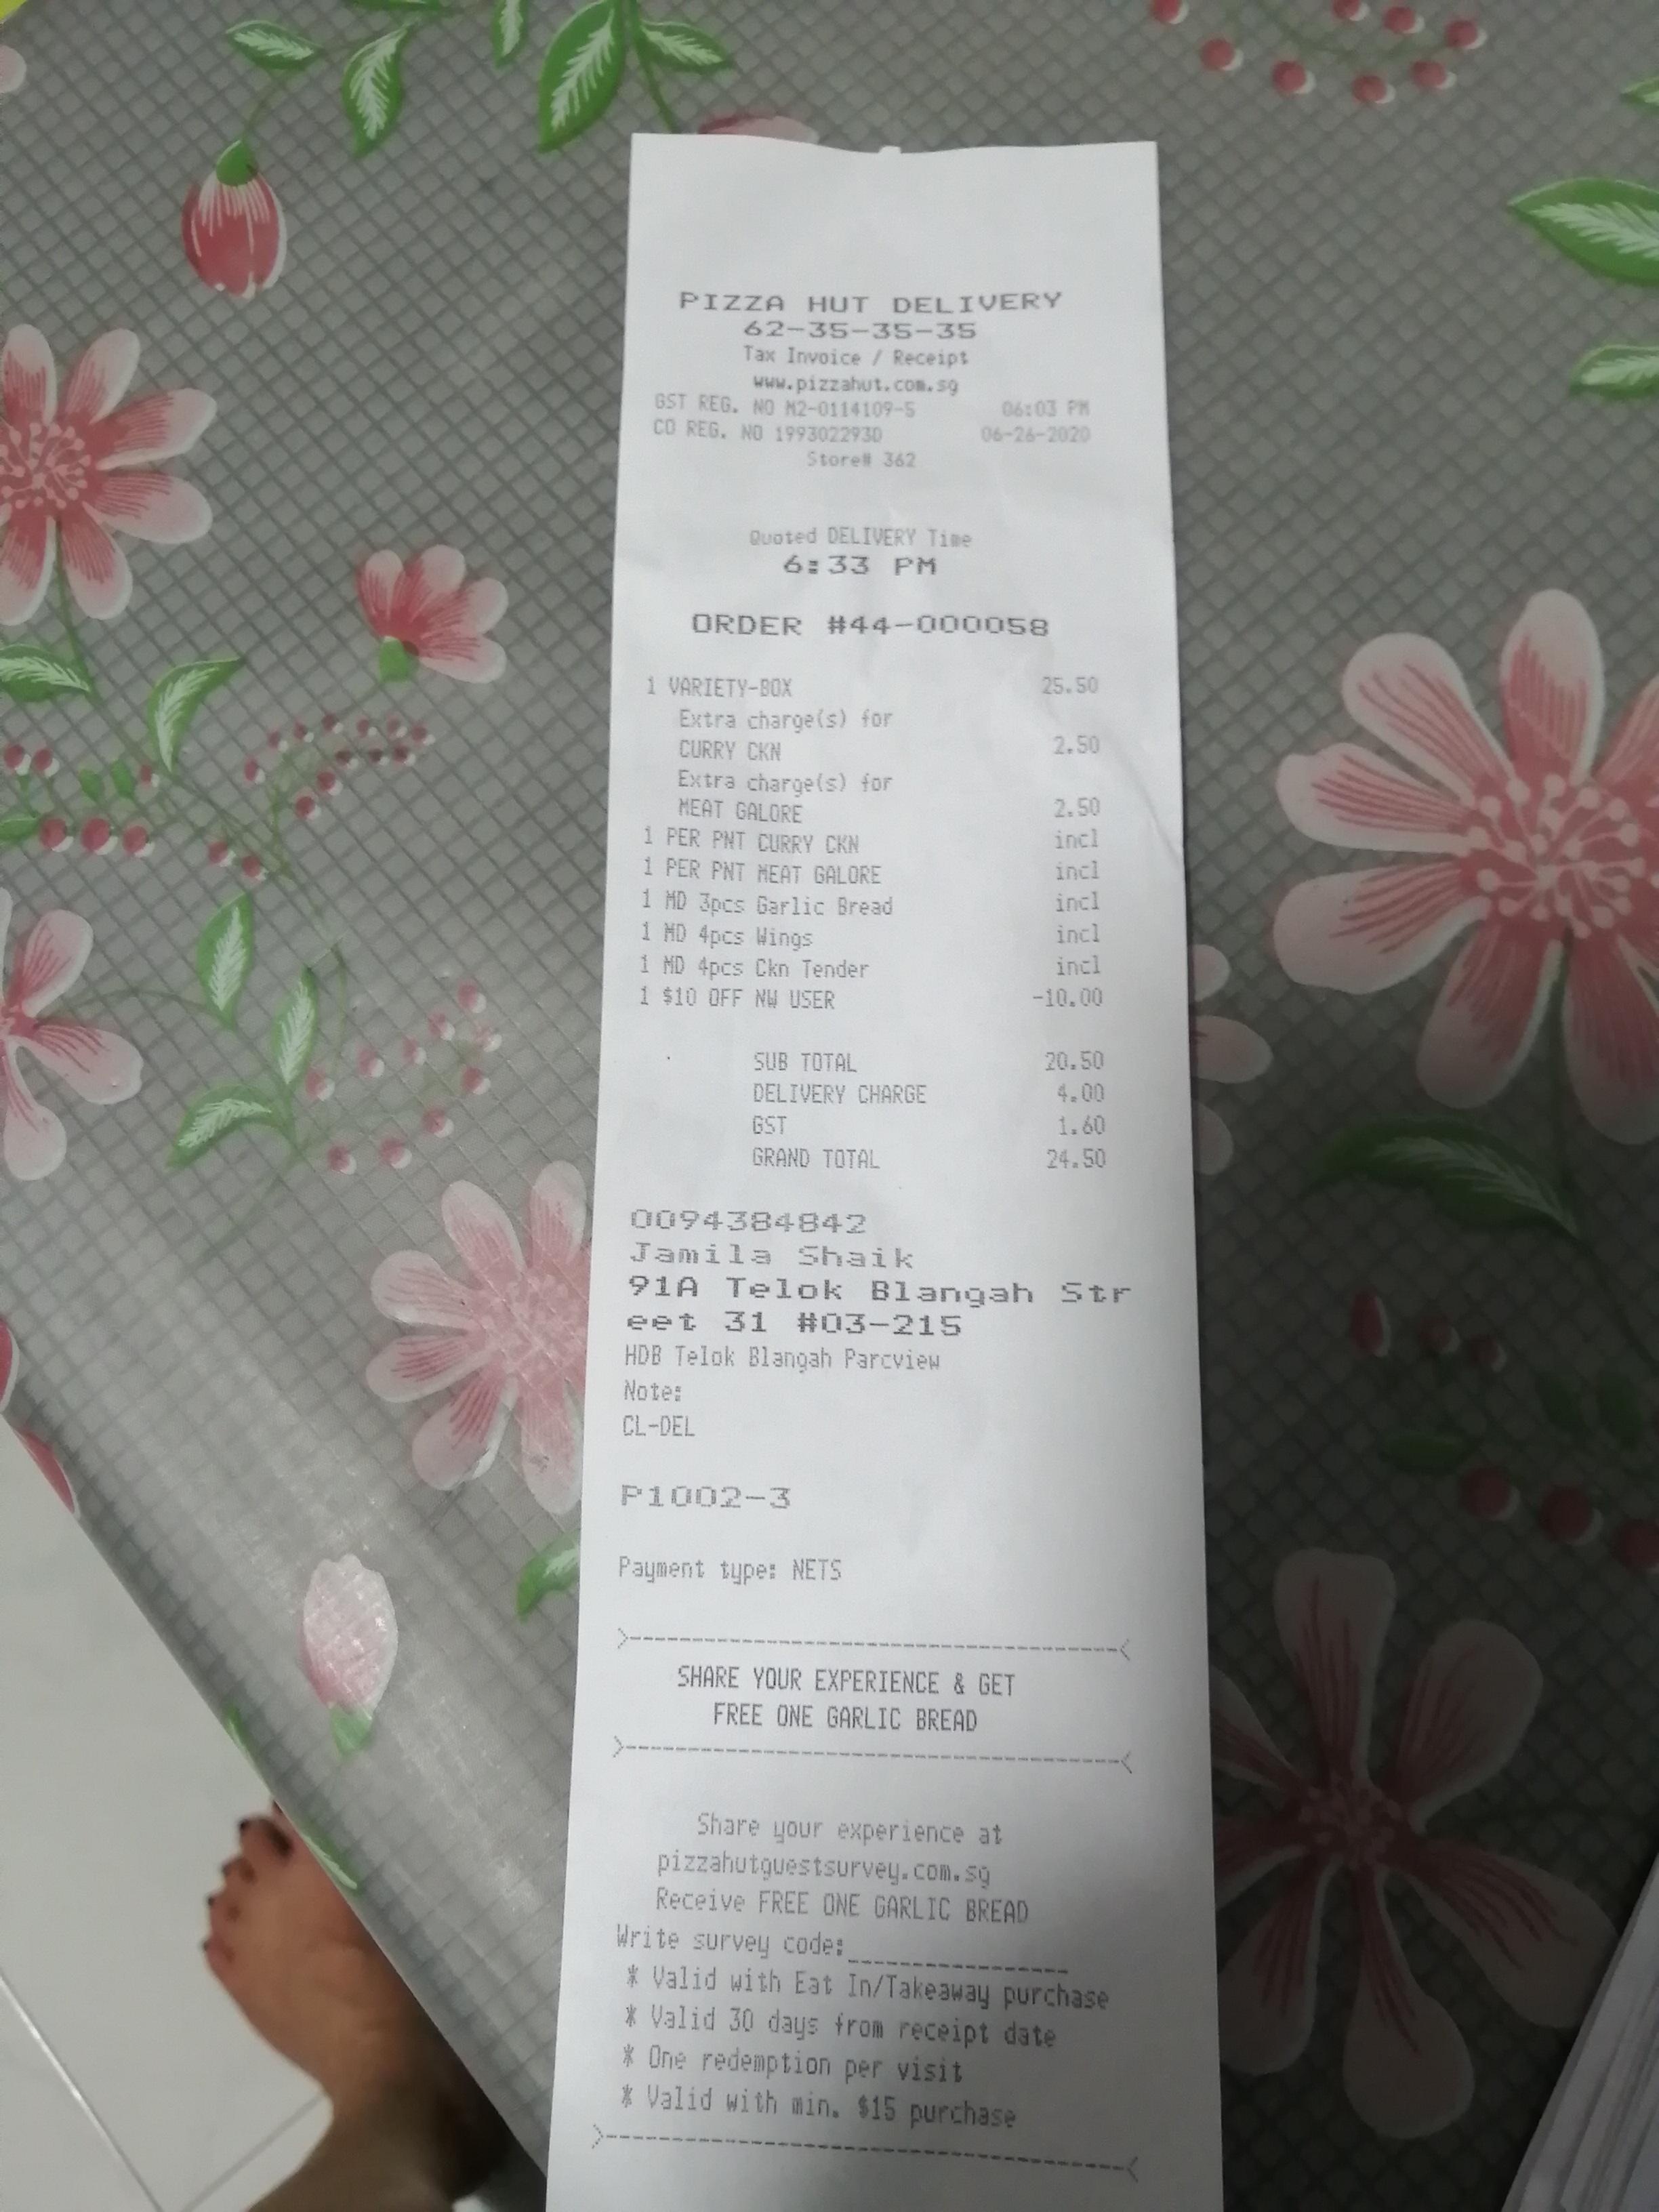 PIZZA HUT DELIVERY
62-35-35-35
Tax Invoice / Receipt
www.pizzahut.com.sg
GST REG. NO M2-0114109-5 06:03 PM
CO REG. NO 199302293D 06-26-2020
Store# 362
Quoted DELIVERY Time
6:33 PM
ORDER #44-000058
1 VARIETY-BOX 25.50
Extra charge(s) for
CURRY CKN 2.50
Extra charge(s) for
MEAT GALORE 2.50
1 PER PNT CURRY CKN incl
1 PER PNT MEAT GALORE incl
1 MD 3pcs Garlic Bread incl
1 MD 4pcs Wings incl
1 MD 4pcs Ckn Tender incl
1 $10 OFF NW USER -10.00
SUB TOTAL 20.50
DELIVERY CHARGE 4.00
GST 1.60
GRAND TOTAL 24.50
0094384842
Jamila Shaik
91A Telok Blangah Str
eet 31 #03-215
HDB Telok Blangah Parcview
Note:
CL-DEL
P1002-3
Payment type: NETS
>---------------------------------------<
SHARE YOUR EXPERIENCE & GET
FREE ONE GARLIC BREAD
>---------------------------------------<
Share your experience at
pizzahutguestsurvey.com.sg
Receive FREE ONE GARLIC BREAD
Write survey code:_________________
* Valid with Eat In/Takeaway purchase
* Valid 30 days from receipt date
* One redemption per visit
* Valid with min. $15 purchase
>---------------------------------------<